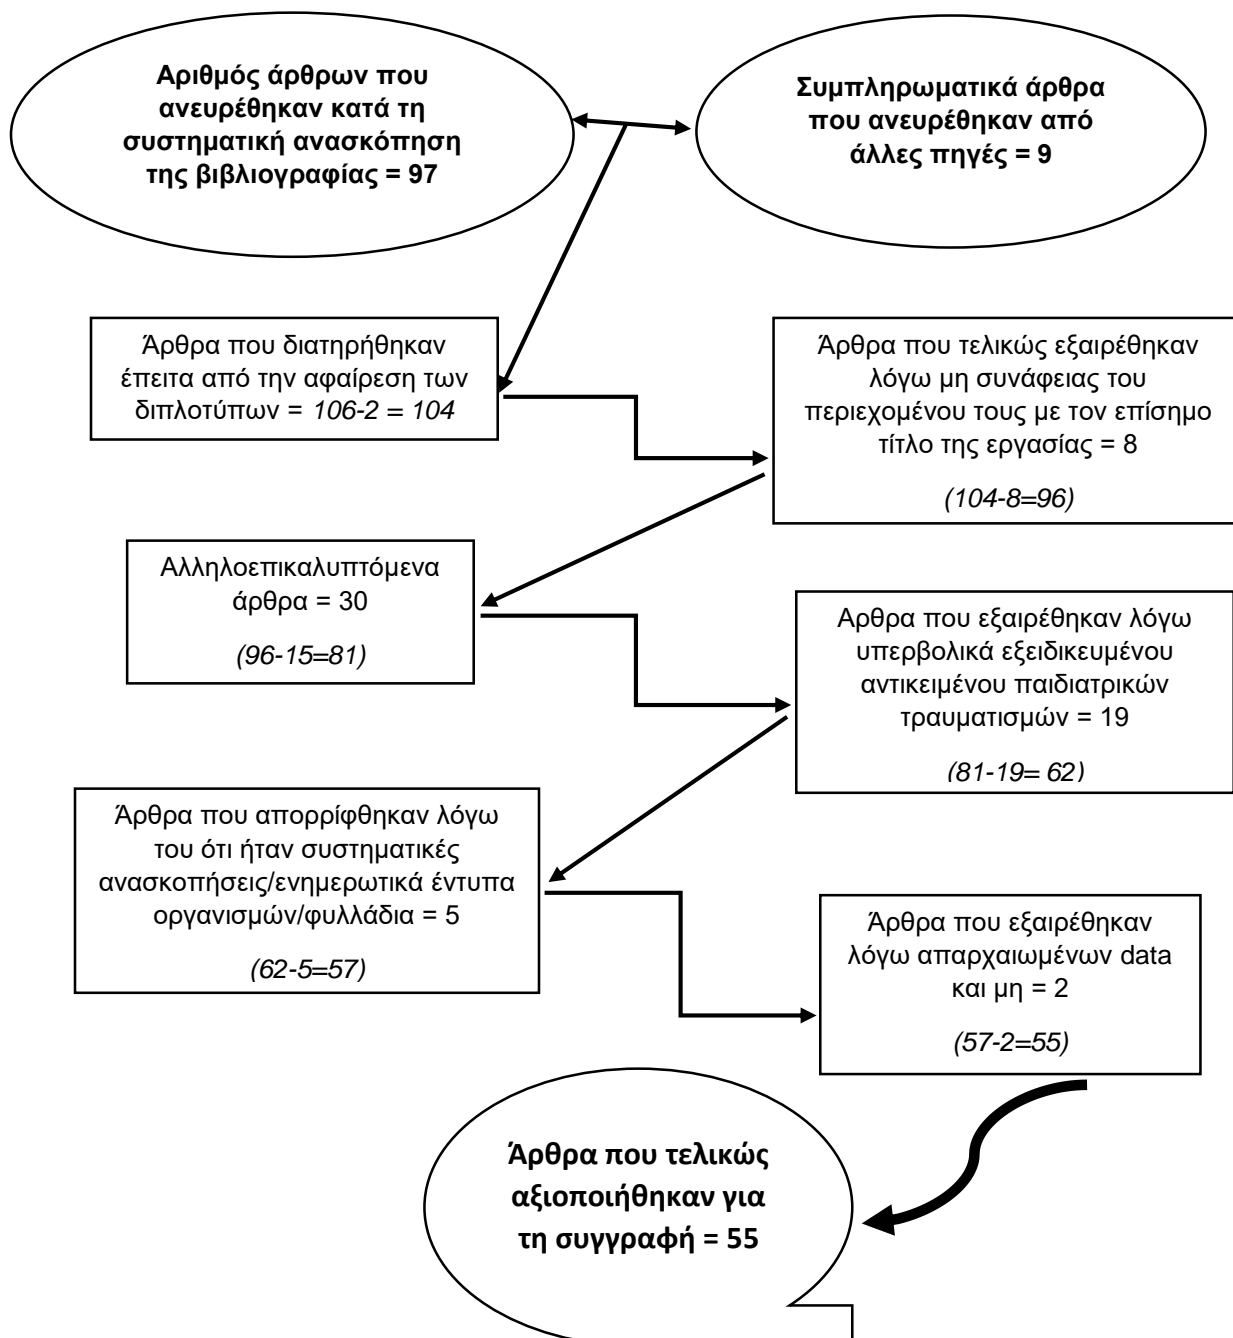 Αριθμός άρθρων που
ανευρέθηκαν κατά τη
συστηματική ανασκόπηση
της βιβλιογραφίας = 97
Συμπληρωματικά άρθρα
που ανευρέθηκαν από
άλλες πηγές = 9
Άρθρα που διατηρήθηκαν
έπειτα από την αφαίρεση των
διπλοτύπων = 106-2 = 104
Άρθρα που τελικώς εξαιρέθηκαν
λόγω μη συνάφειας του
περιεχομένου τους με τον επίσημο
τίτλο της εργασίας = 8
(104-8=96)
Αλληλοεπικαλυπτόμενα
άρθρα = 30
(96-15=81)
Αρθρα που εξαιρέθηκαν λόγω
υπερβολικά εξειδικευμένου
αντικειμένου παιδιατρικών
τραυματισμών = 19
(81-19= 62)
Άρθρα που απορρίφθηκαν λόγω
του ότι ήταν συστηματικές
ανασκοπήσεις/ενημερωτικά έντυπα
οργανισμών/φυλλάδια = 5
(62-5=57)
Άρθρα που εξαιρέθηκαν
λόγω απαρχαιωμένων data
και μη = 2
(57-2=55)
Άρθρα που τελικώς
αξιοποιήθηκαν για
τη συγγραφή = 55